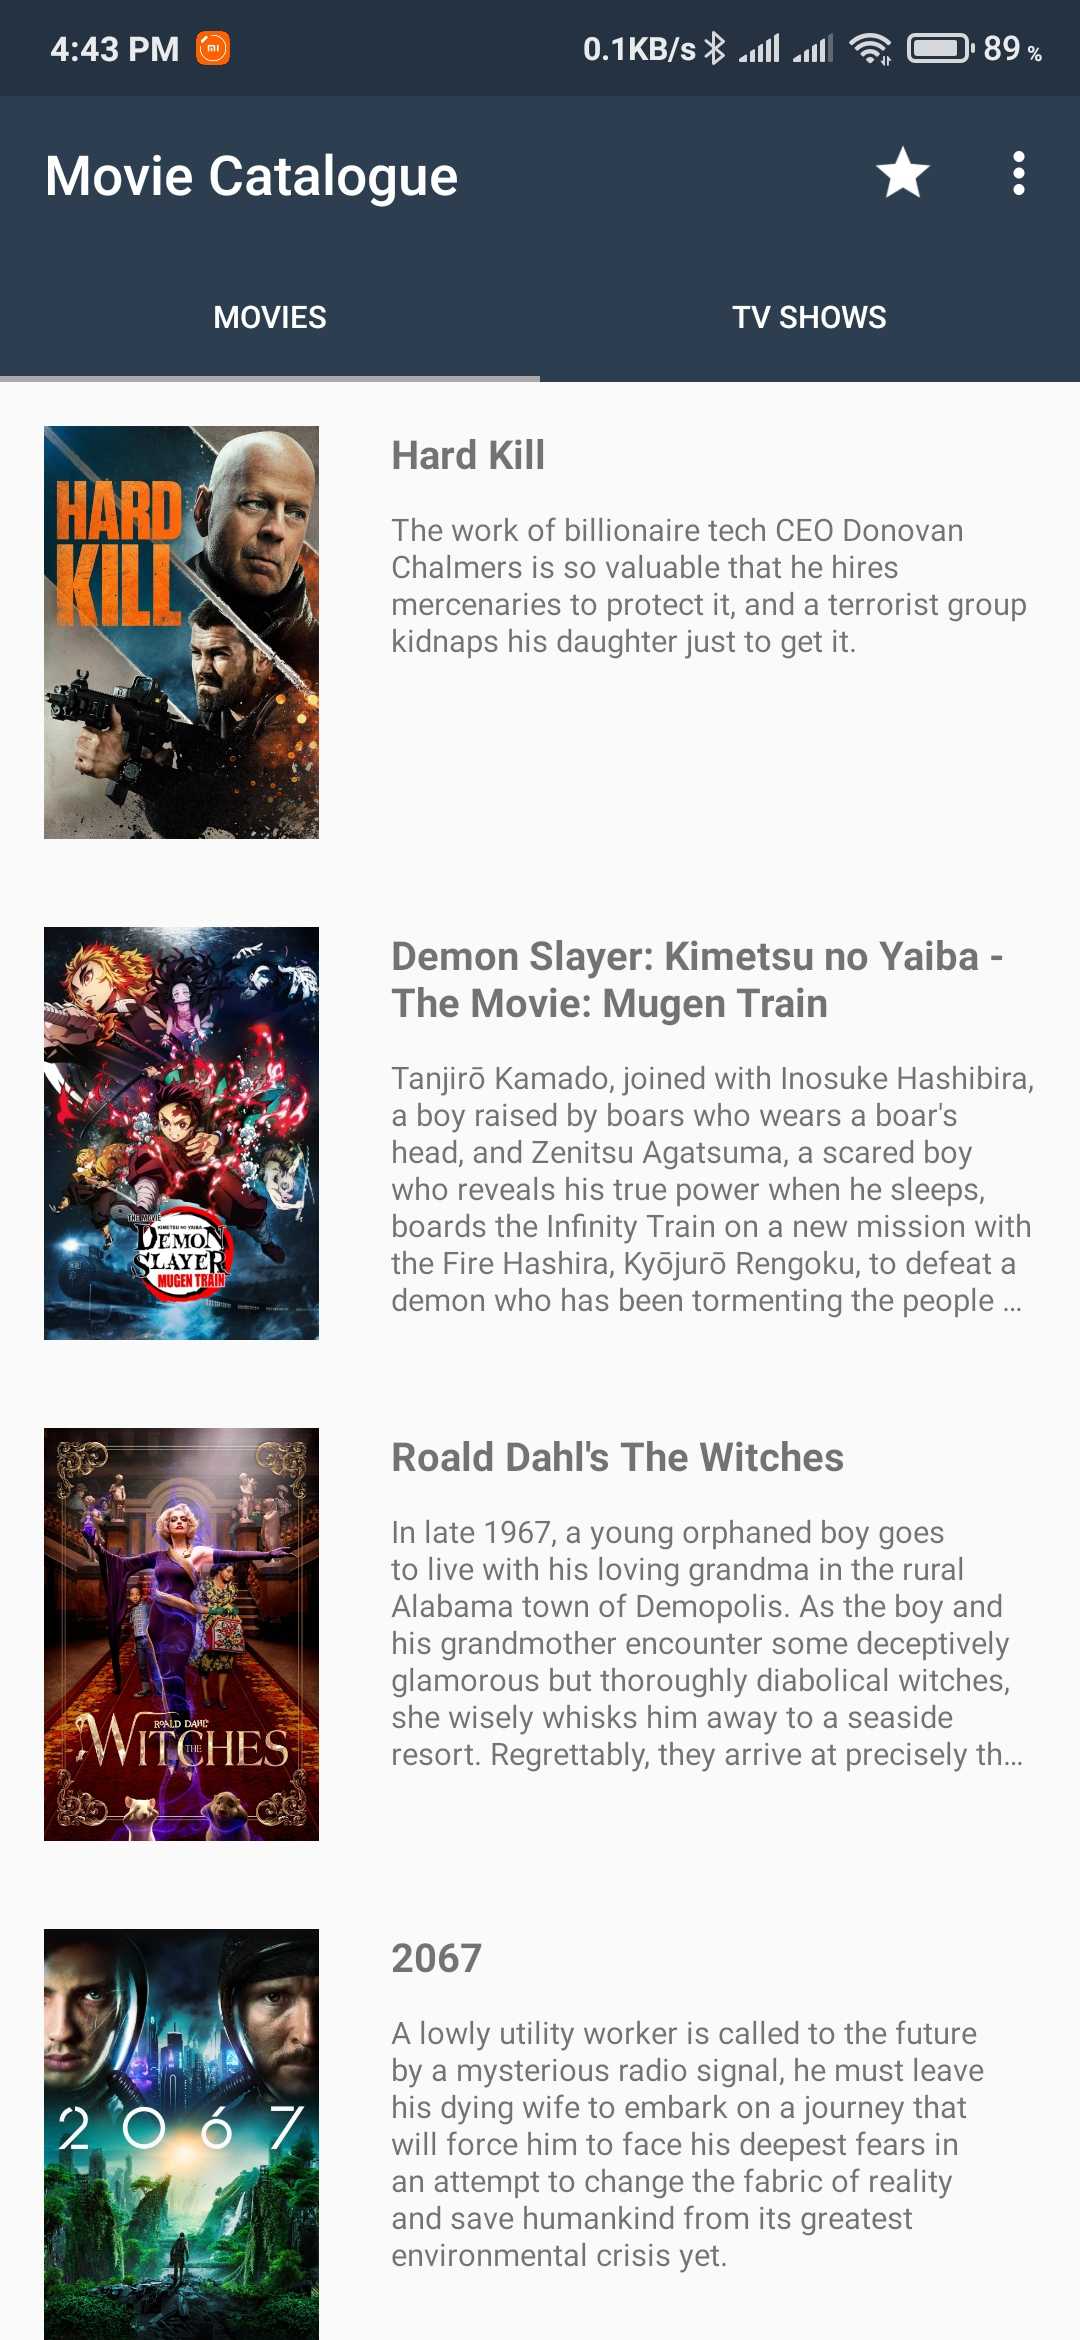 4:43 PM
0.1KB/s
89 %
Movie Catalogue
MOVIES
TV SHOWS
HARD
KILL
Hard Kill
The work of billionaire tech CEO Donovan
Chalmers is so valuable that he hires
mercenaries to protect it, and a terrorist group
kidnaps his daughter just to get it.
THE MOVIE
KIMETSU NO YAIBA
DEMON
SLAYER
MUGEN TRAIN
Demon Slayer: Kimetsu no Yaiba -
The Movie: Mugen Train
Tanjirō Kamado, joined with Inosuke Hashibira,
a boy raised by boars who wears a boar's
head, and Zenitsu Agatsuma, a scared boy
who reveals his true power when he sleeps,
boards the Infinity Train on a new mission with
the Fire Hashira, Kyōjurō Rengoku, to defeat a
demon who has been tormenting the people ...
ROALD DAHL'S
THE
WITCHES
Roald Dahl's The Witches
In late 1967, a young orphaned boy goes
to live with his loving grandma in the rural
Alabama town of Demopolis. As the boy and
his grandmother encounter some deceptively
glamorous but thoroughly diabolical witches,
she wisely whisks him away to a seaside
resort. Regrettably, they arrive at precisely th...
2067
2067
A lowly utility worker is called to the future
by a mysterious radio signal, he must leave
his dying wife to embark on a journey that
will force him to face his deepest fears in
an attempt to change the fabric of reality
and save humankind from its greatest
environmental crisis yet.